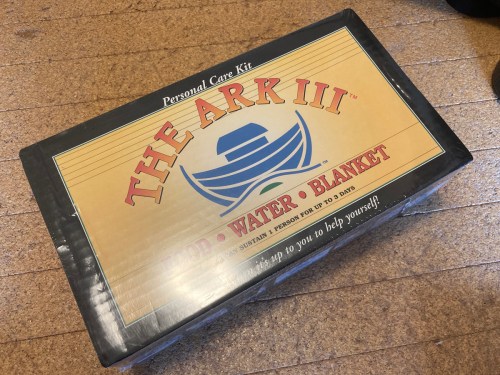 Personal Care Kit
THE ARK III™
™
• WATER • BLANKET
SUSTAIN 1 PERSON FOR UP TO 3 DAYS
it's up to you to help yourself!